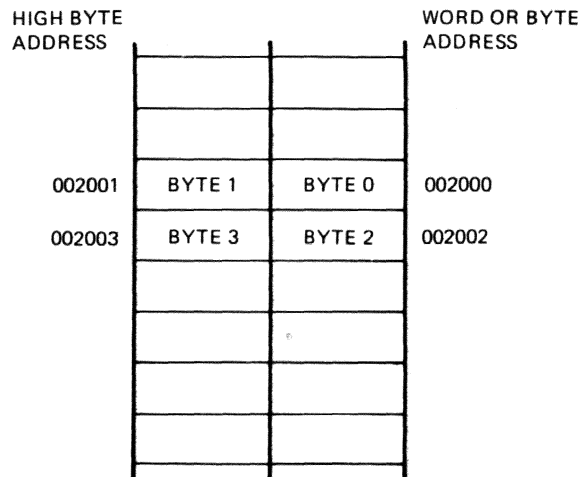 HIGH BYTE
ADDRESS
WORD OR BYTE
ADDRESS
002001 BYTE 1 BYTE 0 002000
002003 BYTE 3 BYTE 2 002002